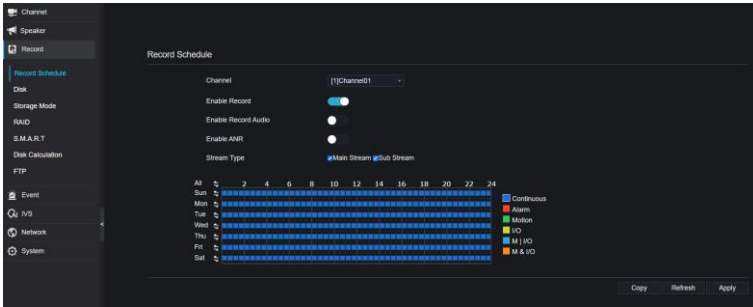 Channel
Speaker
Record
Record Schedule
Disk
Storage Mode
RAID
S.M.A.R.T
Disk Calculation
FTP
Event
IVS
Network
System
Record Schedule
Channel [1]Channel01
Enable Record
Enable Record Audio
Enable ANR
Stream Type Main Stream Sub Stream
All 2 4 6 8 10 12 14 16 18 20 22 24
Sun
Mon
Tue
Wed
Thu
Fri
Sat
Continuous
Alarm
Motion
I/O
M | I/O
M & I/O
Copy Refresh Apply